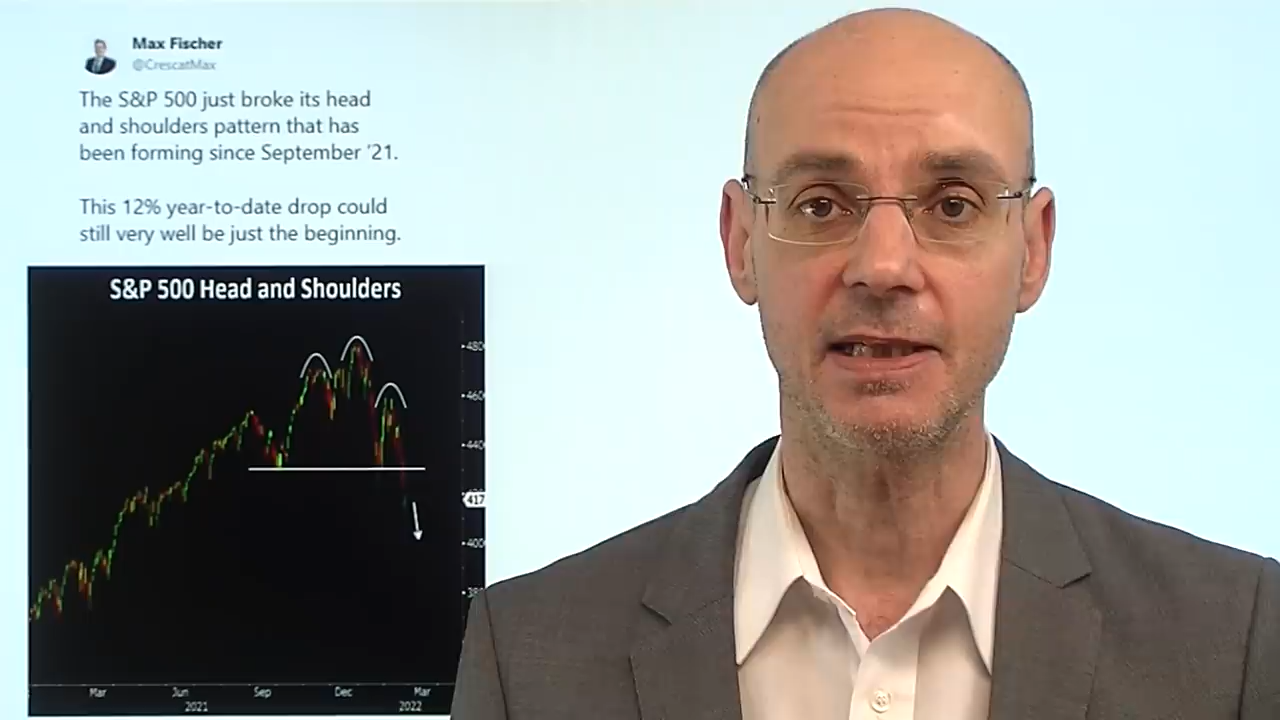 Max Fischer
@CrescatMax
The S&P 500 just broke its head
and shoulders pattern that has
been forming since September '21.
This 12% year-to-date drop could
still very well be just the beginning.
S&P 500 Head and Shoulders
480
460
440
417
400
38
Mar Jun Sep Dec Mar
2021 2022